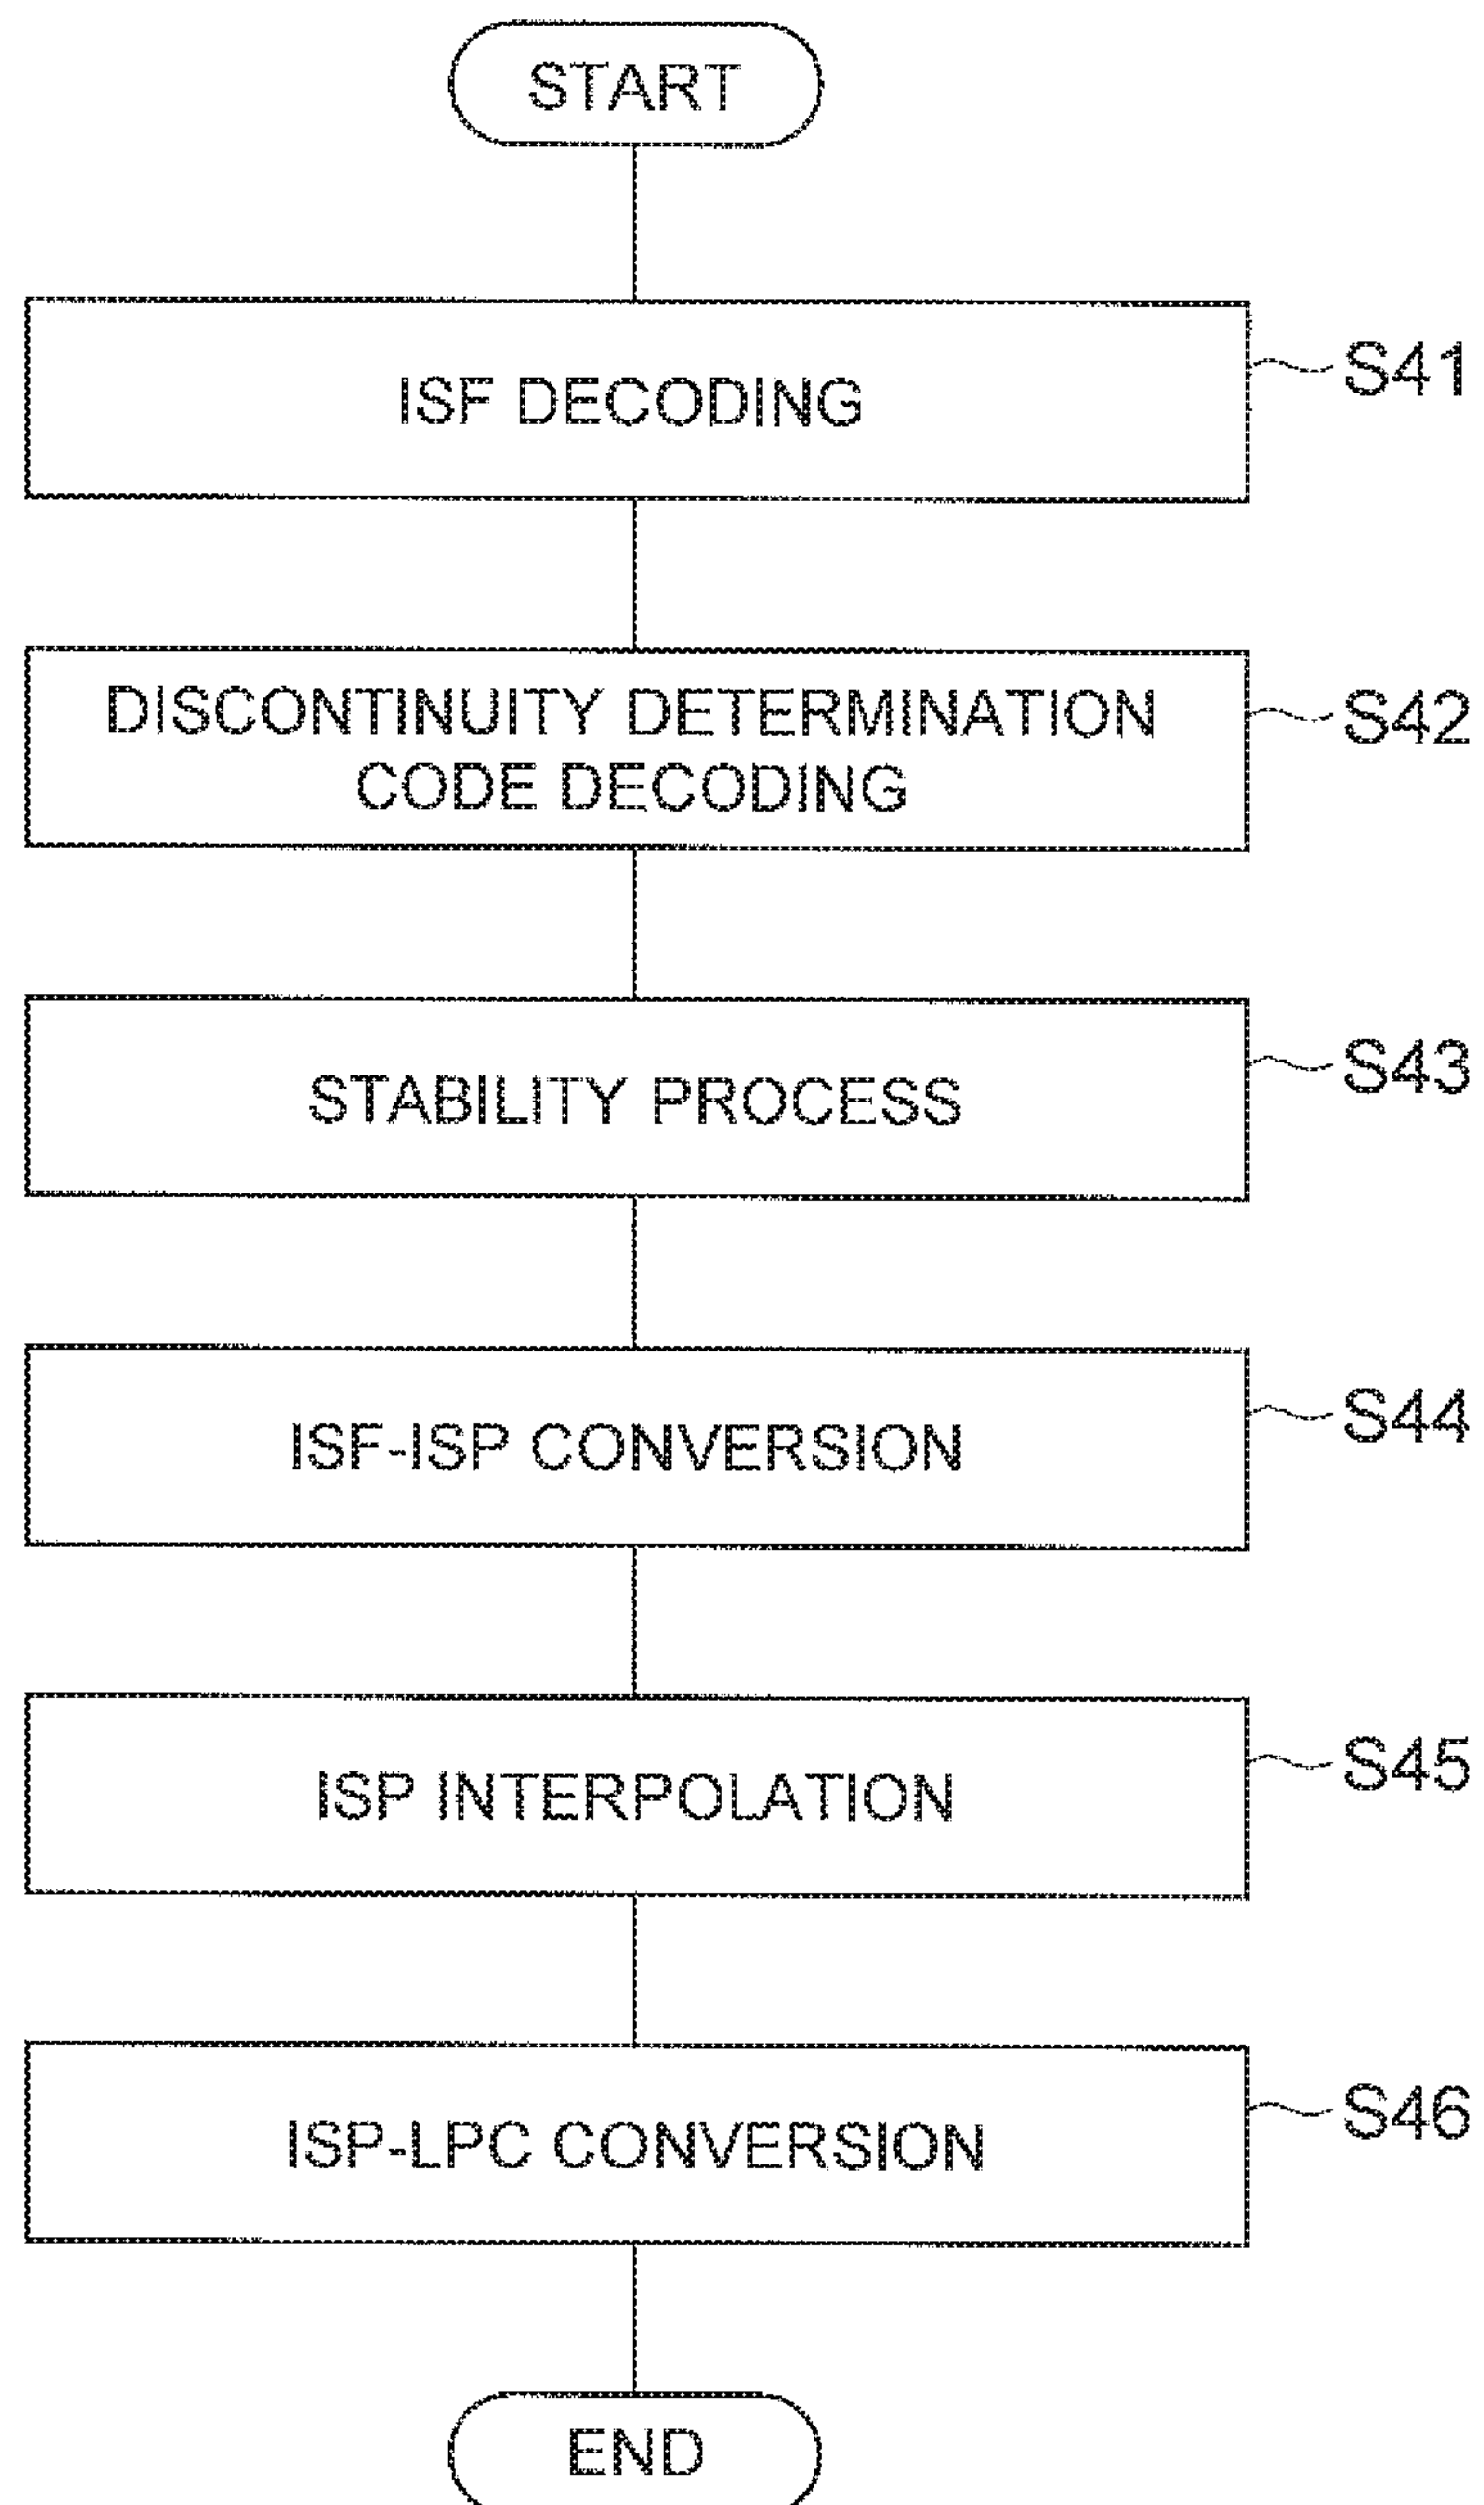 START
ISF DECODING
S41
DISCONTINUITY DETERMINATION
CODE DECODING
S42
STABILITY PROCESS
S43
ISF-ISP CONVERSION
S44
ISP INTERPOLATION
S45
ISP-LPC CONVERSION
S46
END